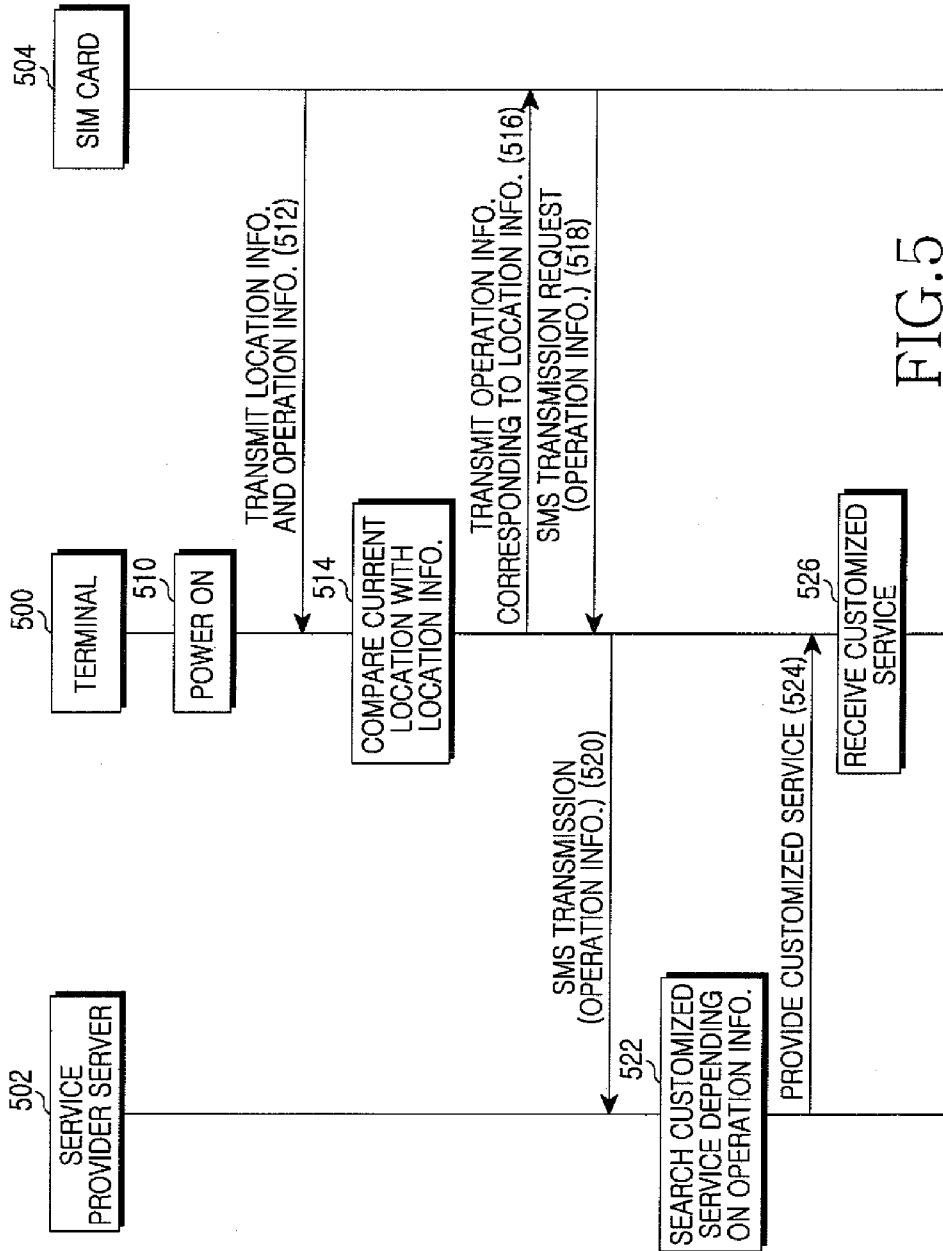 502
SERVICE
PROVIDER SERVER
500
TERMINAL
504
SIM CARD
510
POWER ON
TRANSMIT LOCATION INFO.
AND OPERATION INFO. (512)
514
COMPARE CURRENT
LOCATION WITH
LOCATION INFO.
TRANSMIT OPERATION INFO.
CORRESPONDING TO LOCATION INFO. (516)
SMS TRANSMISSION REQUEST
(OPERATION INFO.) (518)
SMS TRANSMISSION
(OPERATION INFO.) (520)
522
SEARCH CUSTOMIZED
SERVICE DEPENDING
ON OPERATION INFO.
PROVIDE CUSTOMIZED SERVICE (524)
526
RECEIVE CUSTOMIZED
SERVICE
FIG.5